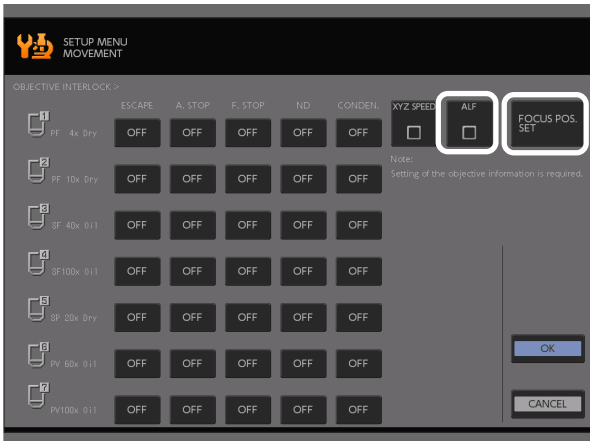 SETUP MENU
MOVEMENT
OBJECTIVE INTERLOCK >
ESCAPE A. STOP F. STOP ND CONDEN. XYZ SPEED ALF FOCUS POS. SET
1 PF 4x Dry OFF OFF OFF OFF OFF
Note:
Setting of the objective information is required.
2 PF 10x Dry OFF OFF OFF OFF OFF
3 SF 40x Oil OFF OFF OFF OFF OFF
4 SF100x Oil OFF OFF OFF OFF OFF
5 SP 20x Dry OFF OFF OFF OFF OFF
6 PV 60x Oil OFF OFF OFF OFF OFF
OK
7 PV100x Oil OFF OFF OFF OFF OFF
CANCEL